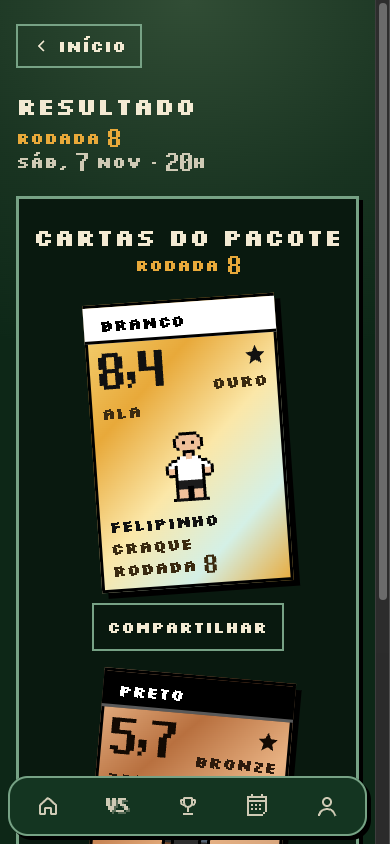 INÍCIO
RESULTADO
RODADA 8
SÁB, 7 NOV · 20H
CARTAS DO PACOTE
RODADA 8
BRANCO
8,4
OURO
ALA
FELIPINHO
CRAQUE
RODADA 8
COMPARTILHAR
PRETO
5,7
BRONZE
VS